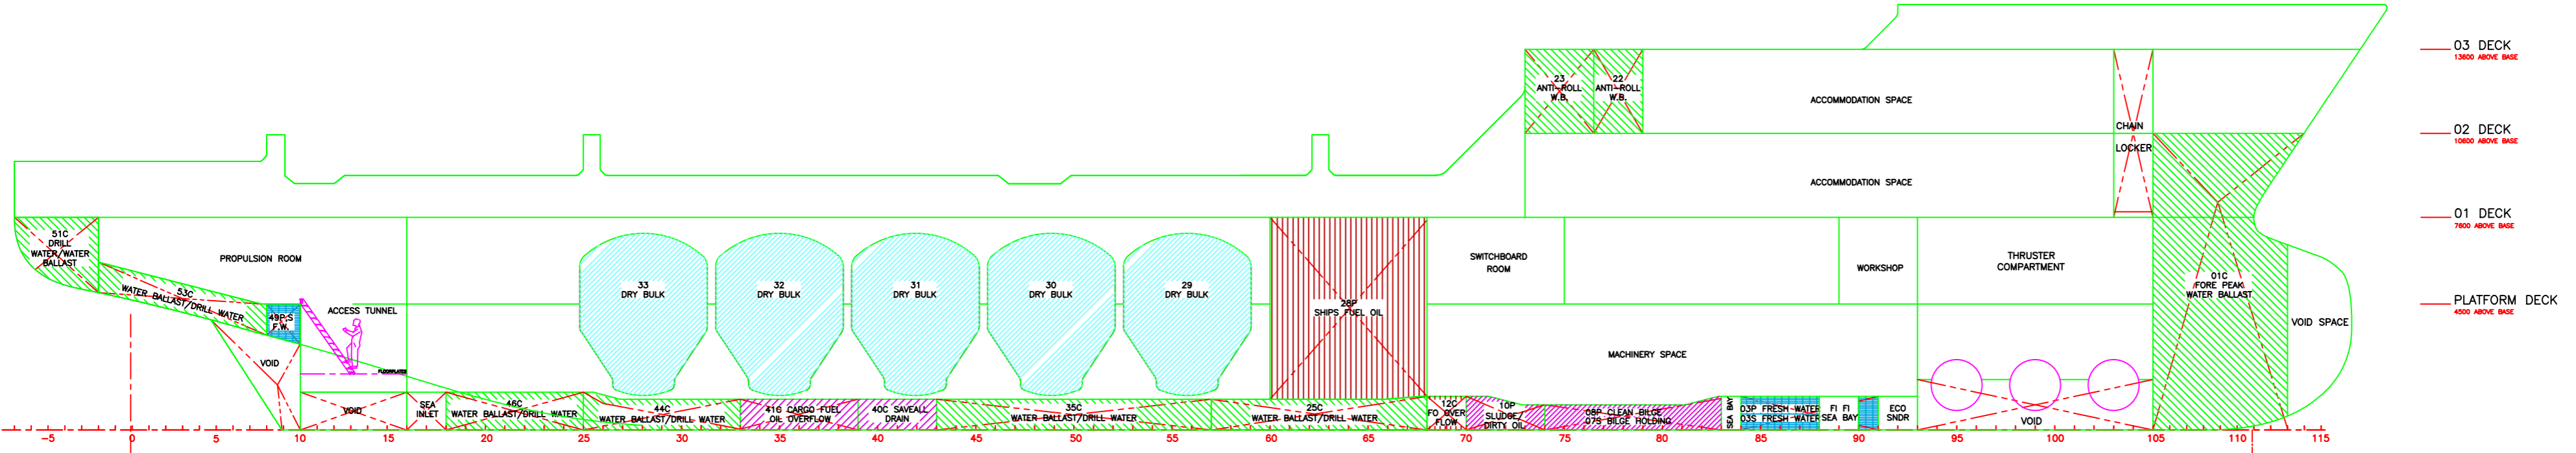 03 DECK
13600 ABOVE BASE
23
ANTI-ROLL
W.B.
22
ANTI-ROLL
W.B.
ACCOMMODATION SPACE
CHAIN
LOCKER
02 DECK
10600 ABOVE BASE
ACCOMMODATION SPACE
01 DECK
7600 ABOVE BASE
51C
DRILL
WATER/WATER
BALLAST
PROPULSION ROOM
53C
WATER BALLAST/DRILL WATER
49P,S
F.W.
ACCESS TUNNEL
33
DRY BULK
32
DRY BULK
31
DRY BULK
30
DRY BULK
29
DRY BULK
28P
SHIPS FUEL OIL
SWITCHBOARD
ROOM
WORKSHOP
THRUSTER
COMPARTMENT
01C
FORE PEAK
WATER BALLAST
VOID SPACE
PLATFORM DECK
4500 ABOVE BASE
MACHINERY SPACE
VOID
FLOORPLATES
VOID
SEA
INLET
46C
WATER BALLAST/DRILL WATER
44C
WATER BALLAST/DRILL WATER
41C CARGO FUEL
OIL OVERFLOW
40C SAVEALL
DRAIN
35C
WATER BALLAST/DRILL WATER
25C
WATER BALLAST/DRILL WATER
12C
FO OVER
FLOW
10P
SLUDGE/
DIRTY OIL
08P CLEAN BILGE
07S BILGE HOLDING
SEA BAY
03P FRESH WATER
03S FRESH WATER
FI FI
SEA BAY
ECO
SNDR
VOID
-5 0 5 10 15 20 25 30 35 40 45 50 55 60 65 70 75 80 85 90 95 100 105 110 115